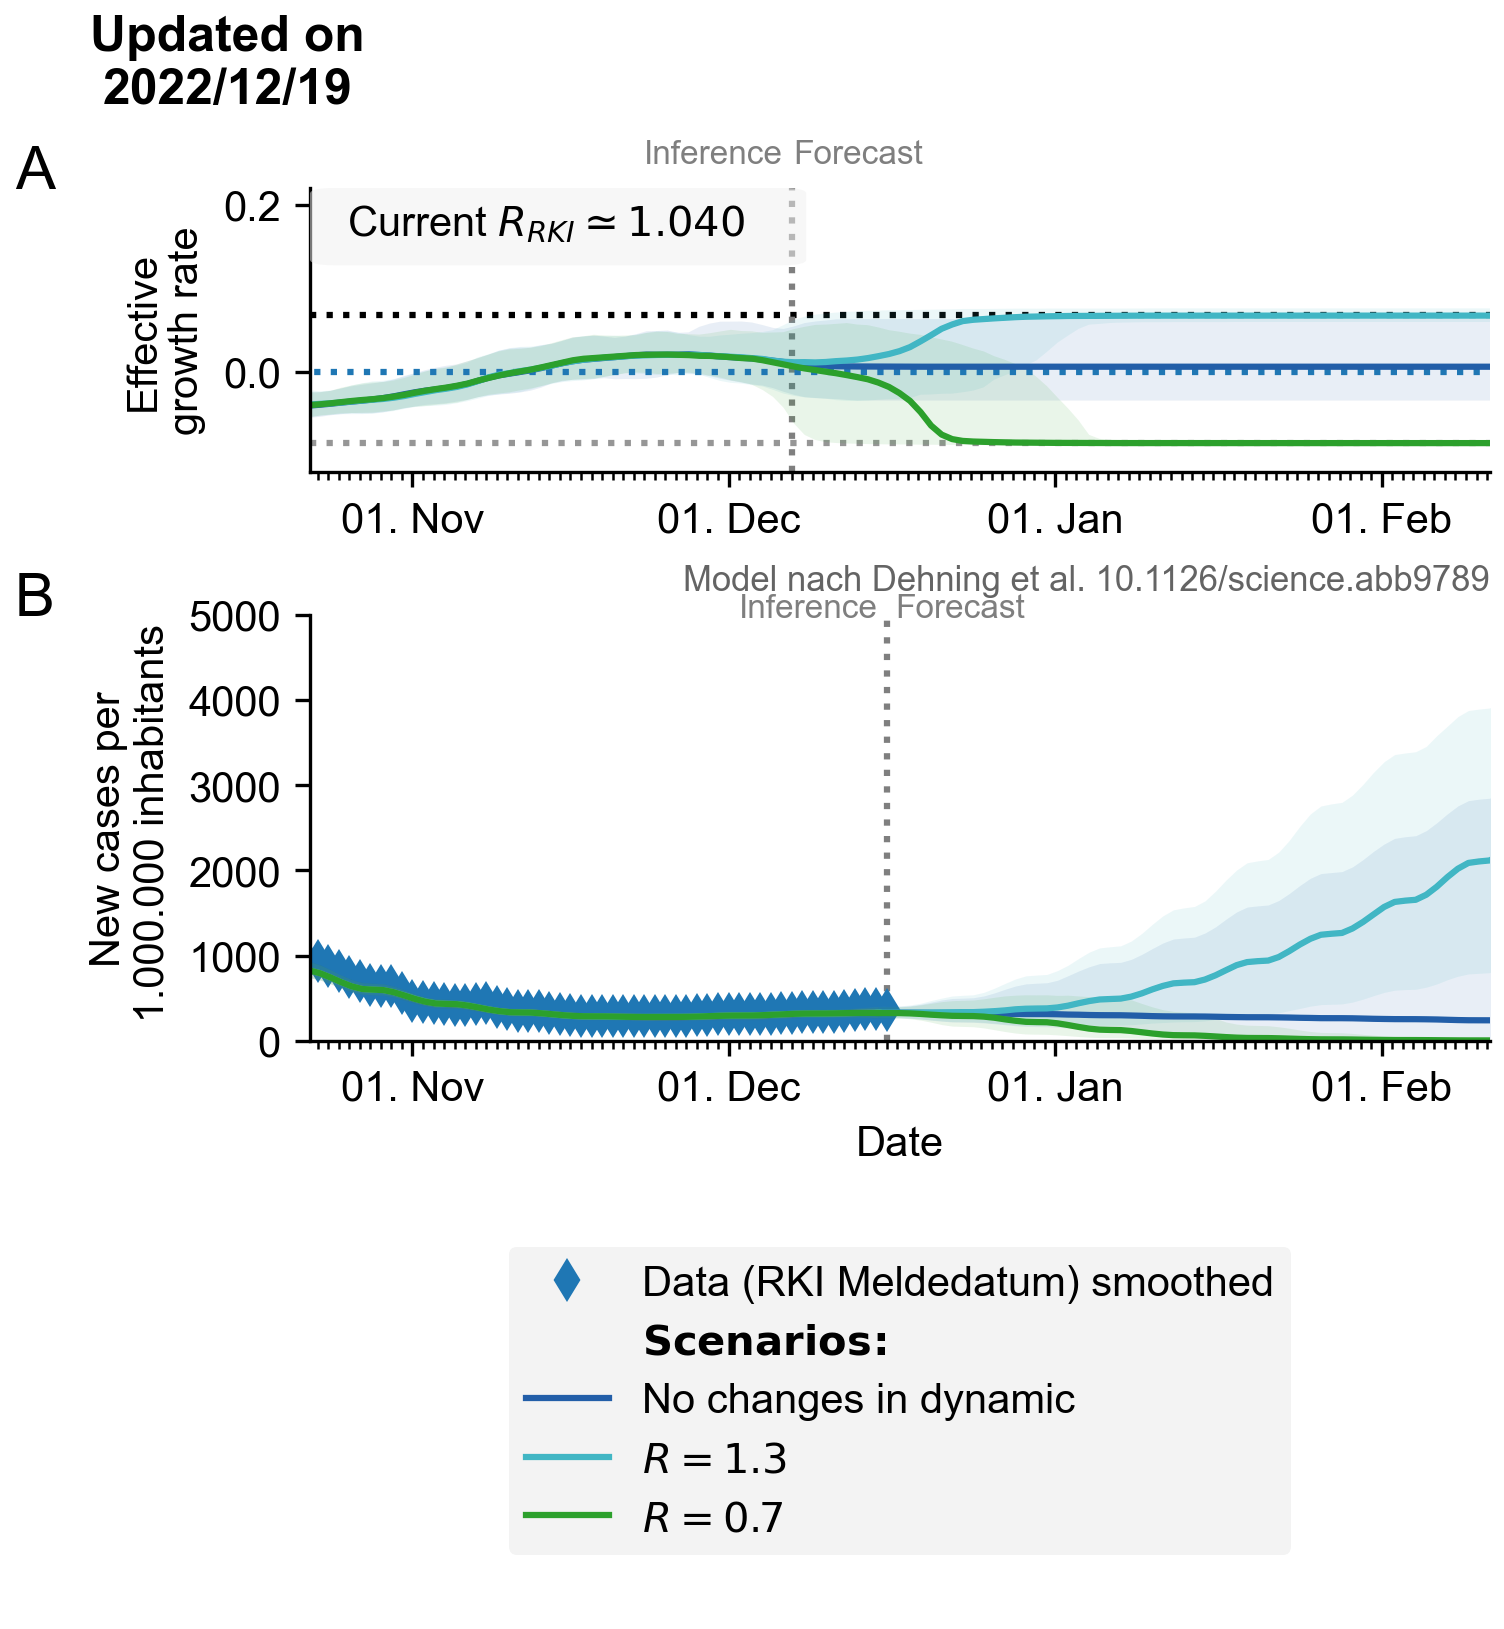 Updated on
2022/12/19
A
Inference Forecast
Current R_RKI ≃ 1.040
Effective
growth rate
0.2
0.0
01. Nov 01. Dec 01. Jan 01. Feb
Model nach Dehning et al. 10.1126/science.abb9789
B
Inference Forecast
New cases per
1.000.000 inhabitants
5000
4000
3000
2000
1000
0
01. Nov 01. Dec 01. Jan 01. Feb
Date
Data (RKI Meldedatum) smoothed
Scenarios:
No changes in dynamic
R = 1.3
R = 0.7